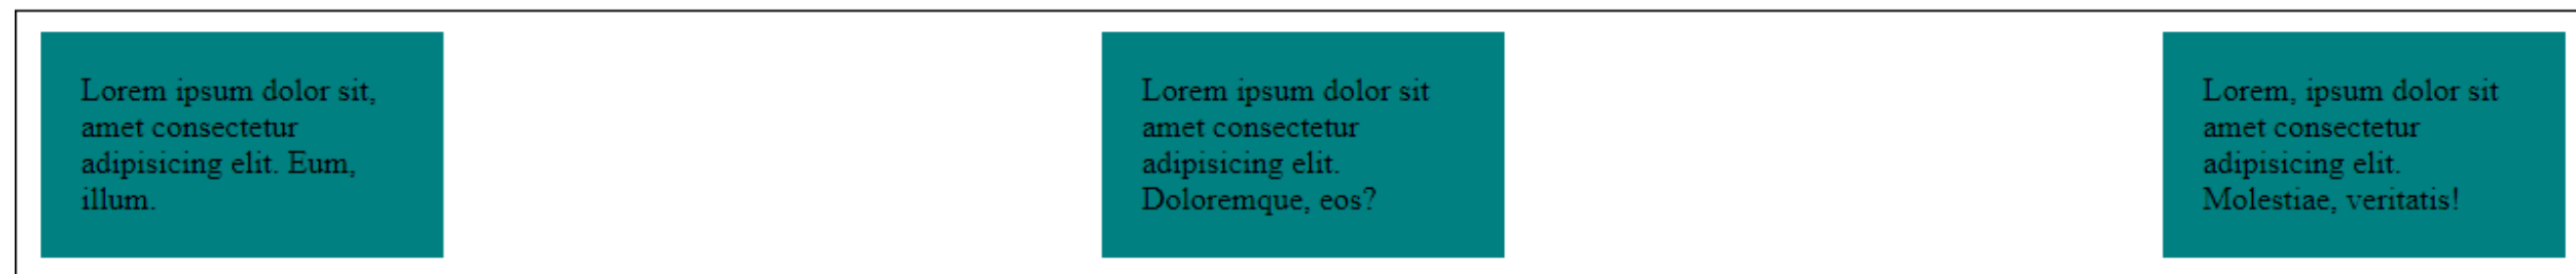 Lorem ipsum dolor sit,
amet consectetur
adipisicing elit. Eum,
illum.
Lorem ipsum dolor sit
amet consectetur
adipisicing elit.
Doloremque, eos?
Lorem, ipsum dolor sit
amet consectetur
adipisicing elit.
Molestiae, veritatis!